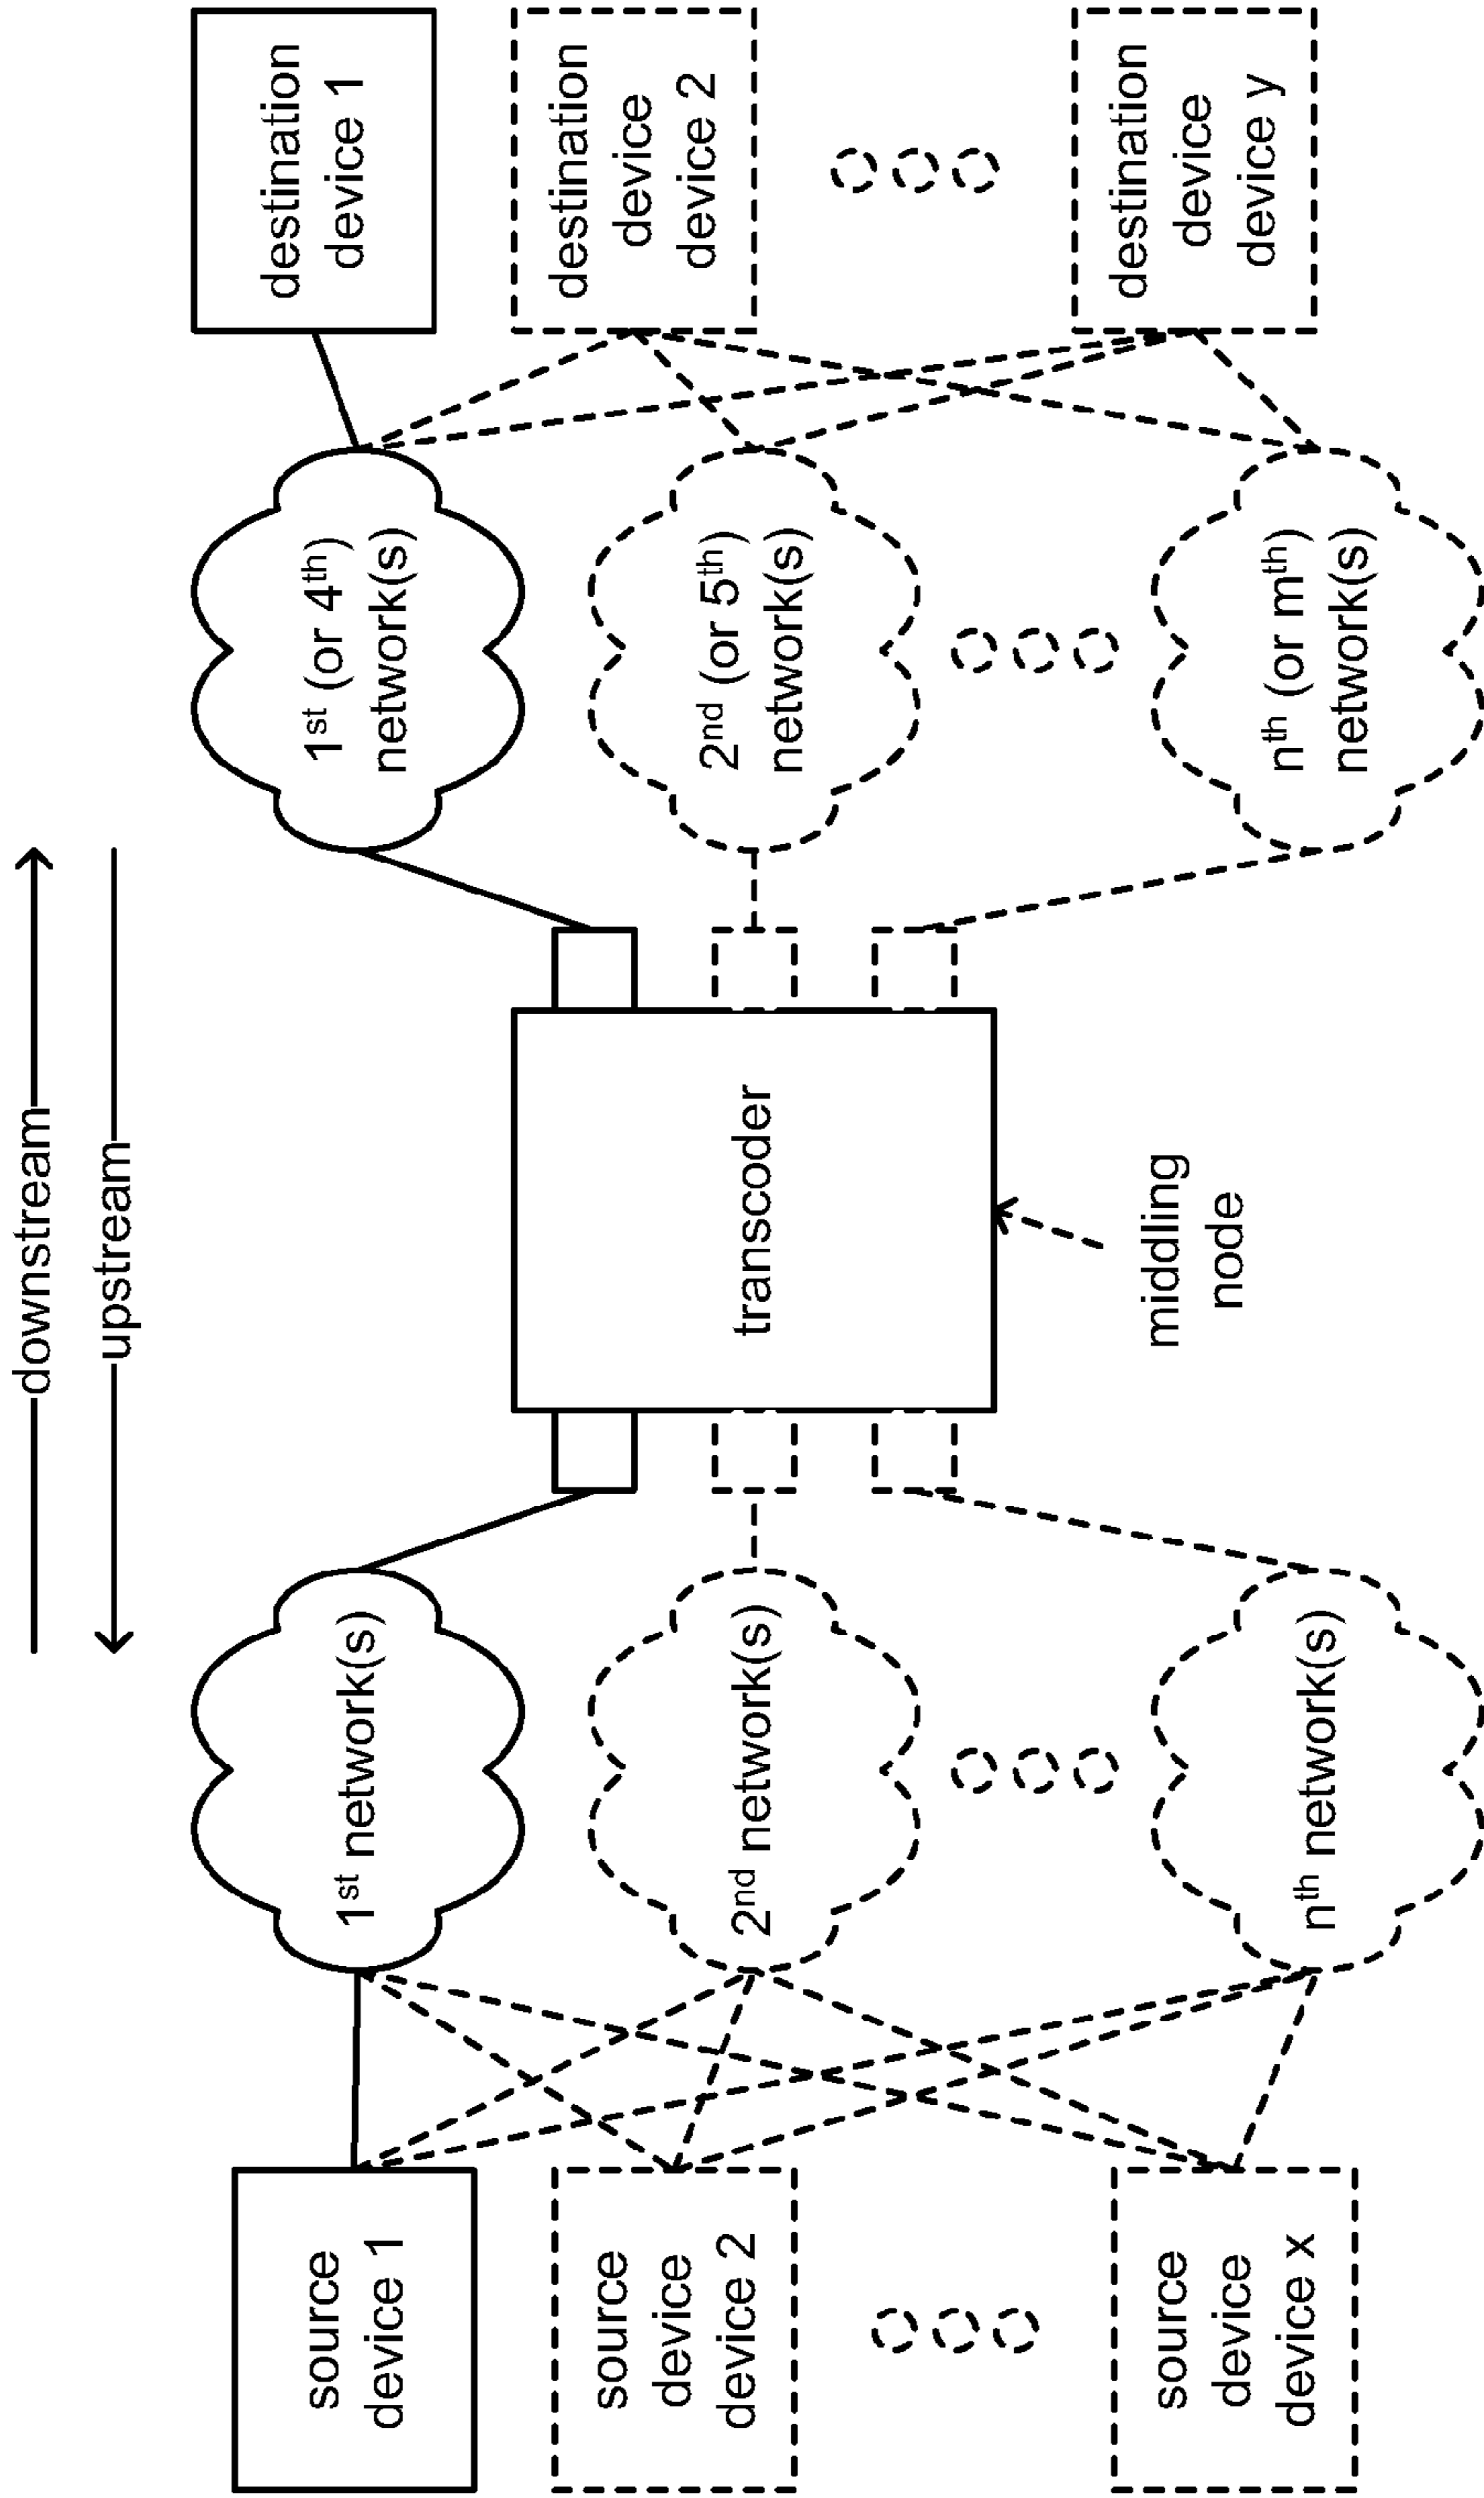 downstream
upstream
source
device 1
source
device
device 2
source
device
device x
1st network(s)
2nd network(s)
nth network(s)
transcoder
middling
node
1st (or 4th)
network(s)
2nd (or 5th)
network(s)
nth (or mth)
network(s)
destination
device 1
destination
device
device 2
destination
device
device y